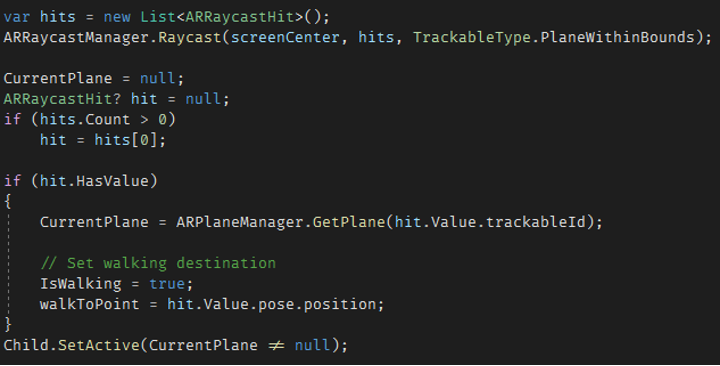 var hits = new List<ARRaycastHit>();
ARRaycastManager.Raycast(screenCenter, hits, TrackableType.PlaneWithinBounds);

CurrentPlane = null;
ARRaycastHit? hit = null;
if (hits.Count > 0)
    hit = hits[0];

if (hit.HasValue)
{
    CurrentPlane = ARPlaneManager.GetPlane(hit.Value.trackableId);

    // Set walking destination
    IsWalking = true;
    walkToPoint = hit.Value.pose.position;
}
Child.SetActive(CurrentPlane ≠ null);